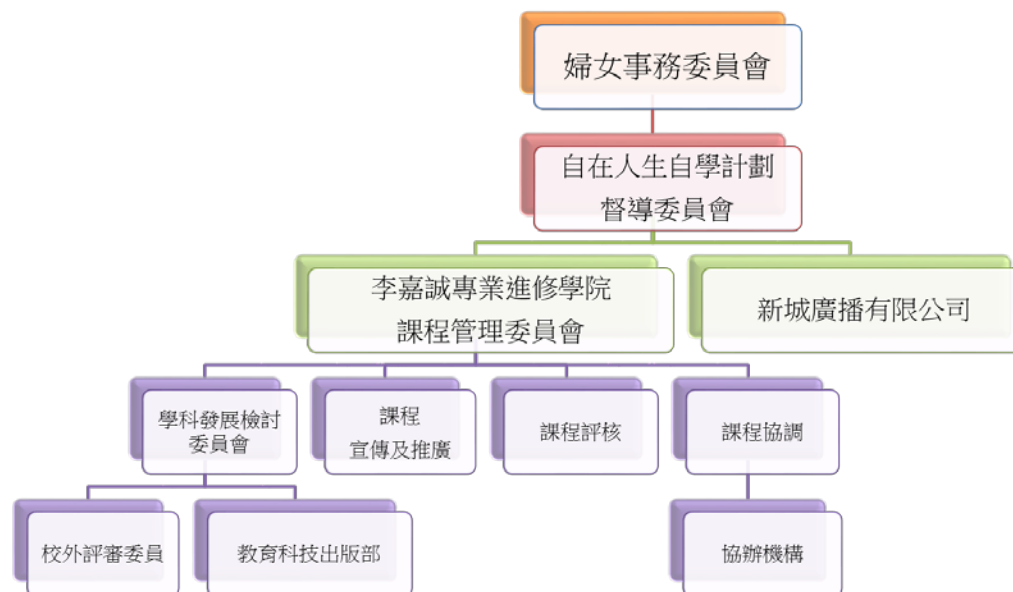 婦女事務委員會
自在人生自學計劃
督導委員會
李嘉誠專業進修學院
課程管理委員會
新城廣播有限公司
學科發展檢討
委員會
課程
宣傳及推廣
課程評核
課程協調
校外評審委員
教育科技出版部
協辦機構